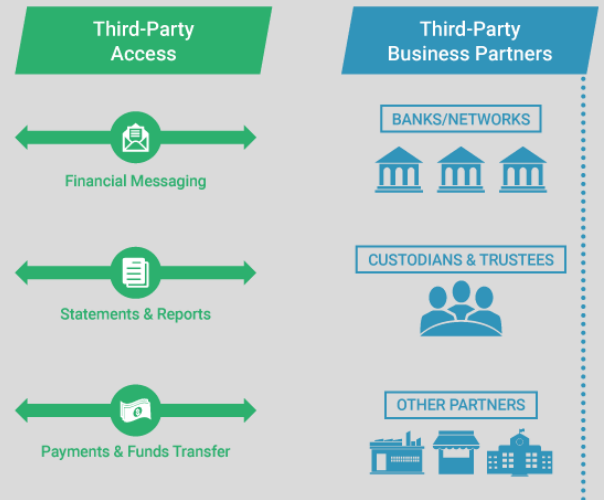 Third-Party
Access
Third-Party
Business Partners
Financial Messaging
BANKS/NETWORKS
Statements & Reports
CUSTODIANS & TRUSTEES
Payments & Funds Transfer
OTHER PARTNERS